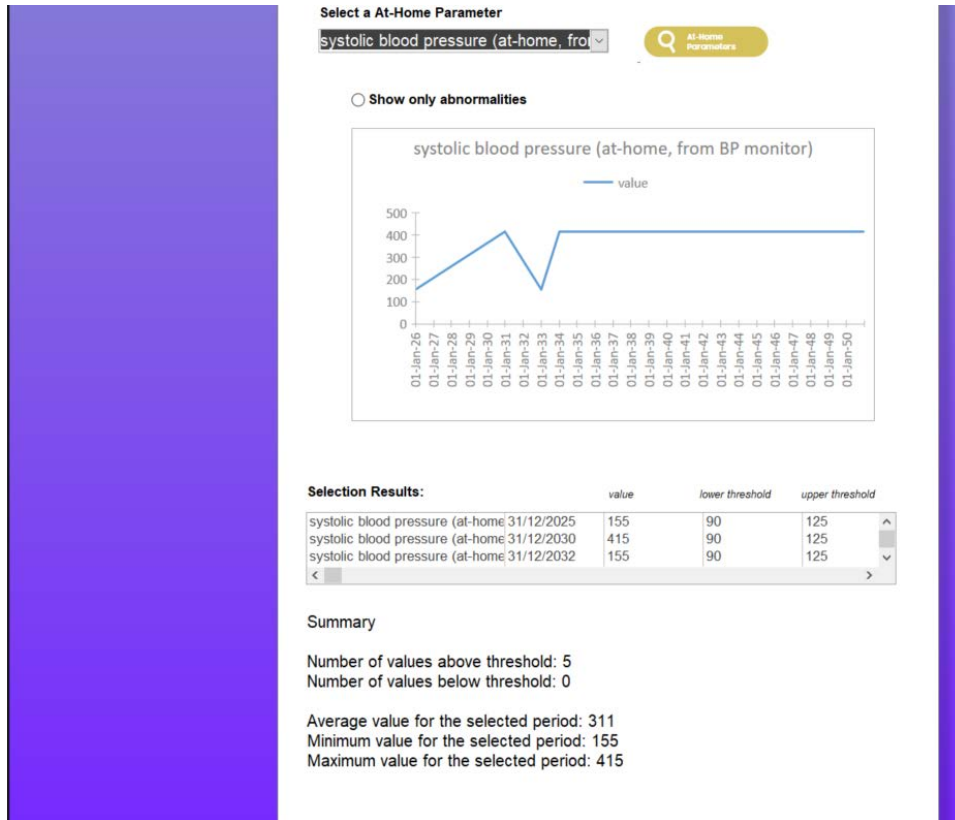 Select a At-Home Parameter
systolic blood pressure (at-home, fro
At-Home
Parameters
Show only abnormalities
systolic blood pressure (at-home, from BP monitor)
value
500
400
300
200
100
0
01-Jan-26
01-Jan-27
01-Jan-28
01-Jan-29
01-Jan-30
01-Jan-31
01-Jan-32
01-Jan-33
01-Jan-34
01-Jan-35
01-Jan-36
01-Jan-37
01-Jan-38
01-Jan-39
01-Jan-40
01-Jan-41
01-Jan-42
01-Jan-43
01-Jan-44
01-Jan-45
01-Jan-46
01-Jan-47
01-Jan-48
01-Jan-49
01-Jan-50
Selection Results: value lower threshold upper threshold
systolic blood pressure (at-home 31/12/2025 155 90 125
systolic blood pressure (at-home 31/12/2030 415 90 125
systolic blood pressure (at-home 31/12/2032 155 90 125
Summary
Number of values above threshold: 5
Number of values below threshold: 0
Average value for the selected period: 311
Minimum value for the selected period: 155
Maximum value for the selected period: 415